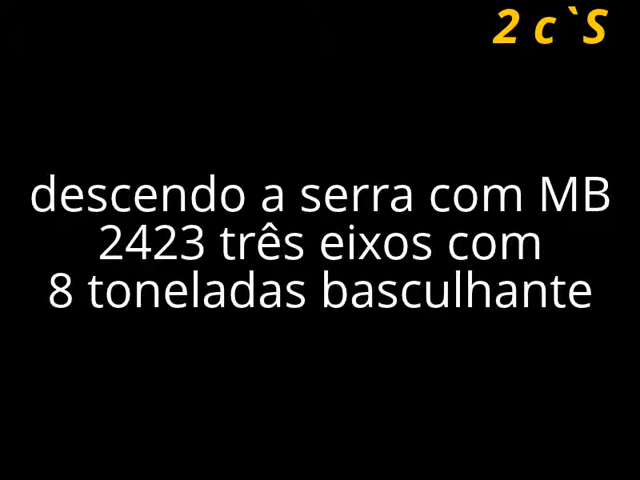 2 c`S
descendo a serra com MB
2423 três eixos com
8 toneladas basculhante